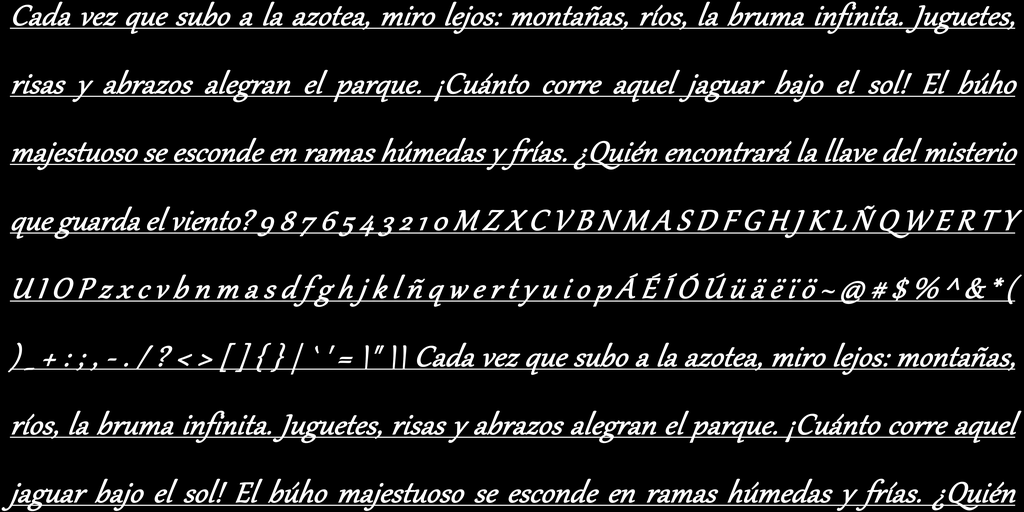 Cada vez que subo a la azotea, miro lejos: montañas, ríos, la bruma infinita. Juguetes,
risas y abrazos alegran el parque. ¡Cuánto corre aquel jaguar bajo el sol! El búho
majestuoso se esconde en ramas húmedas y frías. ¿Quién encontrará la llave del misterio
que guarda el viento? 9 8 7 6 5 4 3 2 1 0 M Z X C V B N M A S D F G H J K L Ñ Q W E R T Y
U I O P z x c v b n m a s d f g h j k l ñ q w e r t y u i o p Á É Í Ó Ú ü ä ë ï ö ~ @ # $ % ^ & * (
) _ + : ; , - . / ? < > [ ] { } | ` ' = \" \\ Cada vez que subo a la azotea, miro lejos: montañas,
ríos, la bruma infinita. Juguetes, risas y abrazos alegran el parque. ¡Cuánto corre aquel
jaguar bajo el sol! El búho majestuoso se esconde en ramas húmedas y frías. ¿Quién